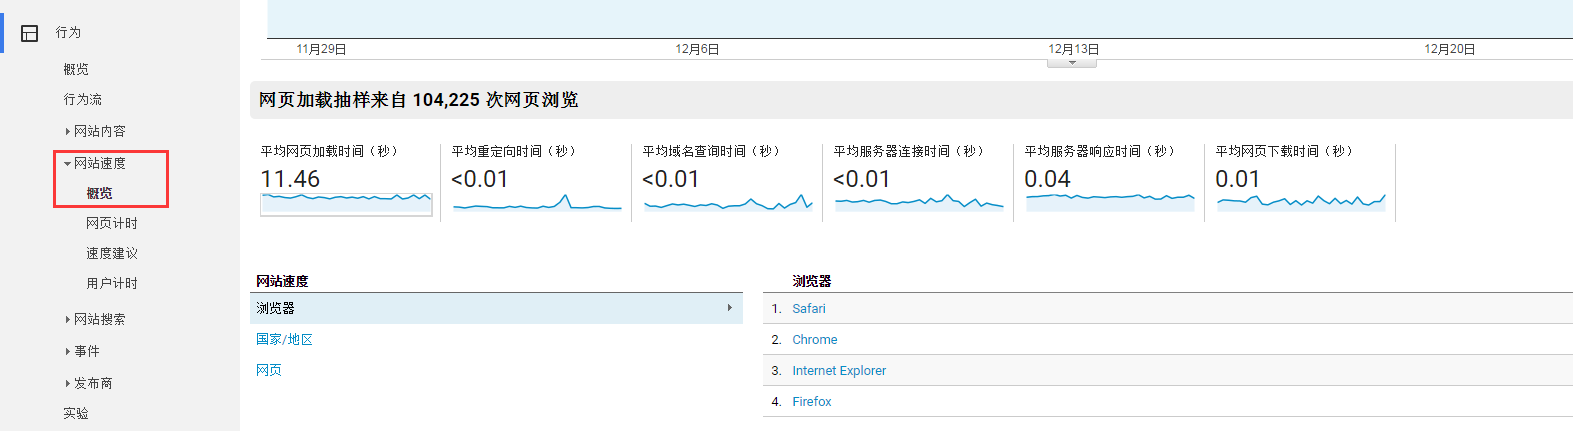 行为
概览
行为流
网站内容
网站速度
概览
网页计时
速度建议
用户计时
网站搜索
事件
发布商
实验
11月29日
12月6日
12月13日
12月20日
网页加载抽样来自 104,225 次网页浏览
平均网页加载时间（秒）
11.46
平均重定向时间（秒）
<0.01
平均域名查询时间（秒）
<0.01
平均服务器连接时间（秒）
<0.01
平均服务器响应时间（秒）
0.04
平均网页下载时间（秒）
0.01
网站速度
浏览器
国家/地区
网页
浏览器
1. Safari
2. Chrome
3. Internet Explorer
4. Firefox